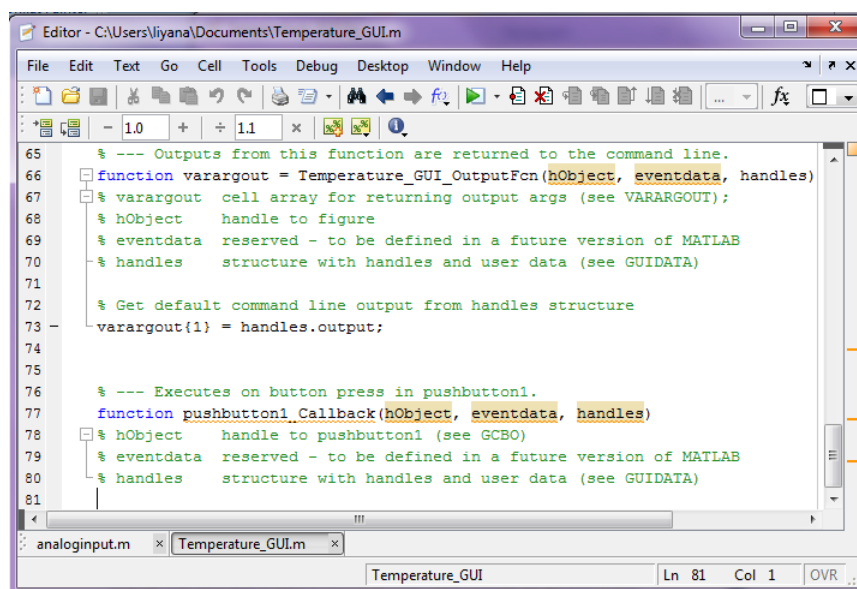 Editor - C:\Users\liyana\Documents\Temperature_GUI.m
File Edit Text Go Cell Tools Debug Desktop Window Help
... fx
- 1.0 + ÷ 1.1 ×
65 % --- Outputs from this function are returned to the command line.
66 function varargout = Temperature_GUI_OutputFcn(hObject, eventdata, handles)
67 % varargout cell array for returning output args (see VARARGOUT);
68 % hObject handle to figure
69 % eventdata reserved - to be defined in a future version of MATLAB
70 % handles structure with handles and user data (see GUIDATA)
71
72 % Get default command line output from handles structure
73 - varargout{1} = handles.output;
74
75
76 % --- Executes on button press in pushbutton1.
77 function pushbutton1_Callback(hObject, eventdata, handles)
78 % hObject handle to pushbutton1 (see GCBO)
79 % eventdata reserved - to be defined in a future version of MATLAB
80 % handles structure with handles and user data (see GUIDATA)
81
analoginput.m × Temperature_GUI.m ×
Temperature_GUI Ln 81 Col 1 OVR